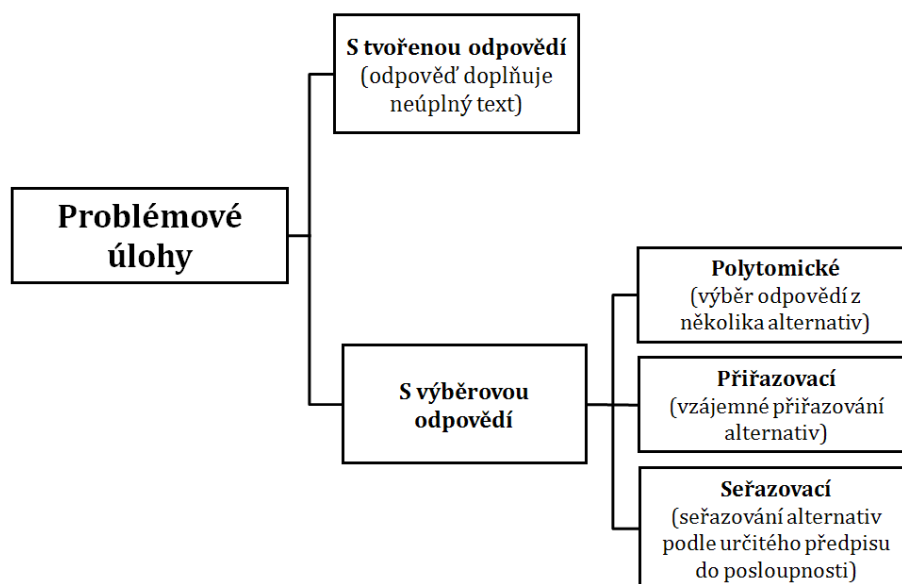 S tvořenou odpovědí
(odpověď doplňuje
neúplný text)
Problémové
úlohy
S výběrovou
odpovědí
Polytomické
(výběr odpovědí z
několika alternativ)
Přiřazovací
(vzájemné přiřazování
alternativ)
Seřazovací
(seřazování alternativ
podle určitého předpisu
do posloupnosti)